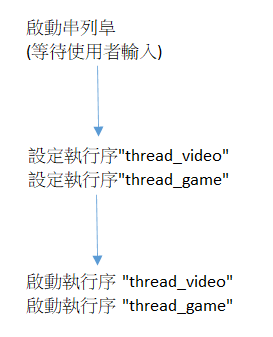 啟動串列阜
(等待使用者輸入)
設定執行序"thread_video"
設定執行序"thread_game"
啟動執行序 "thread_video"
啟動執行序 "thread_game"